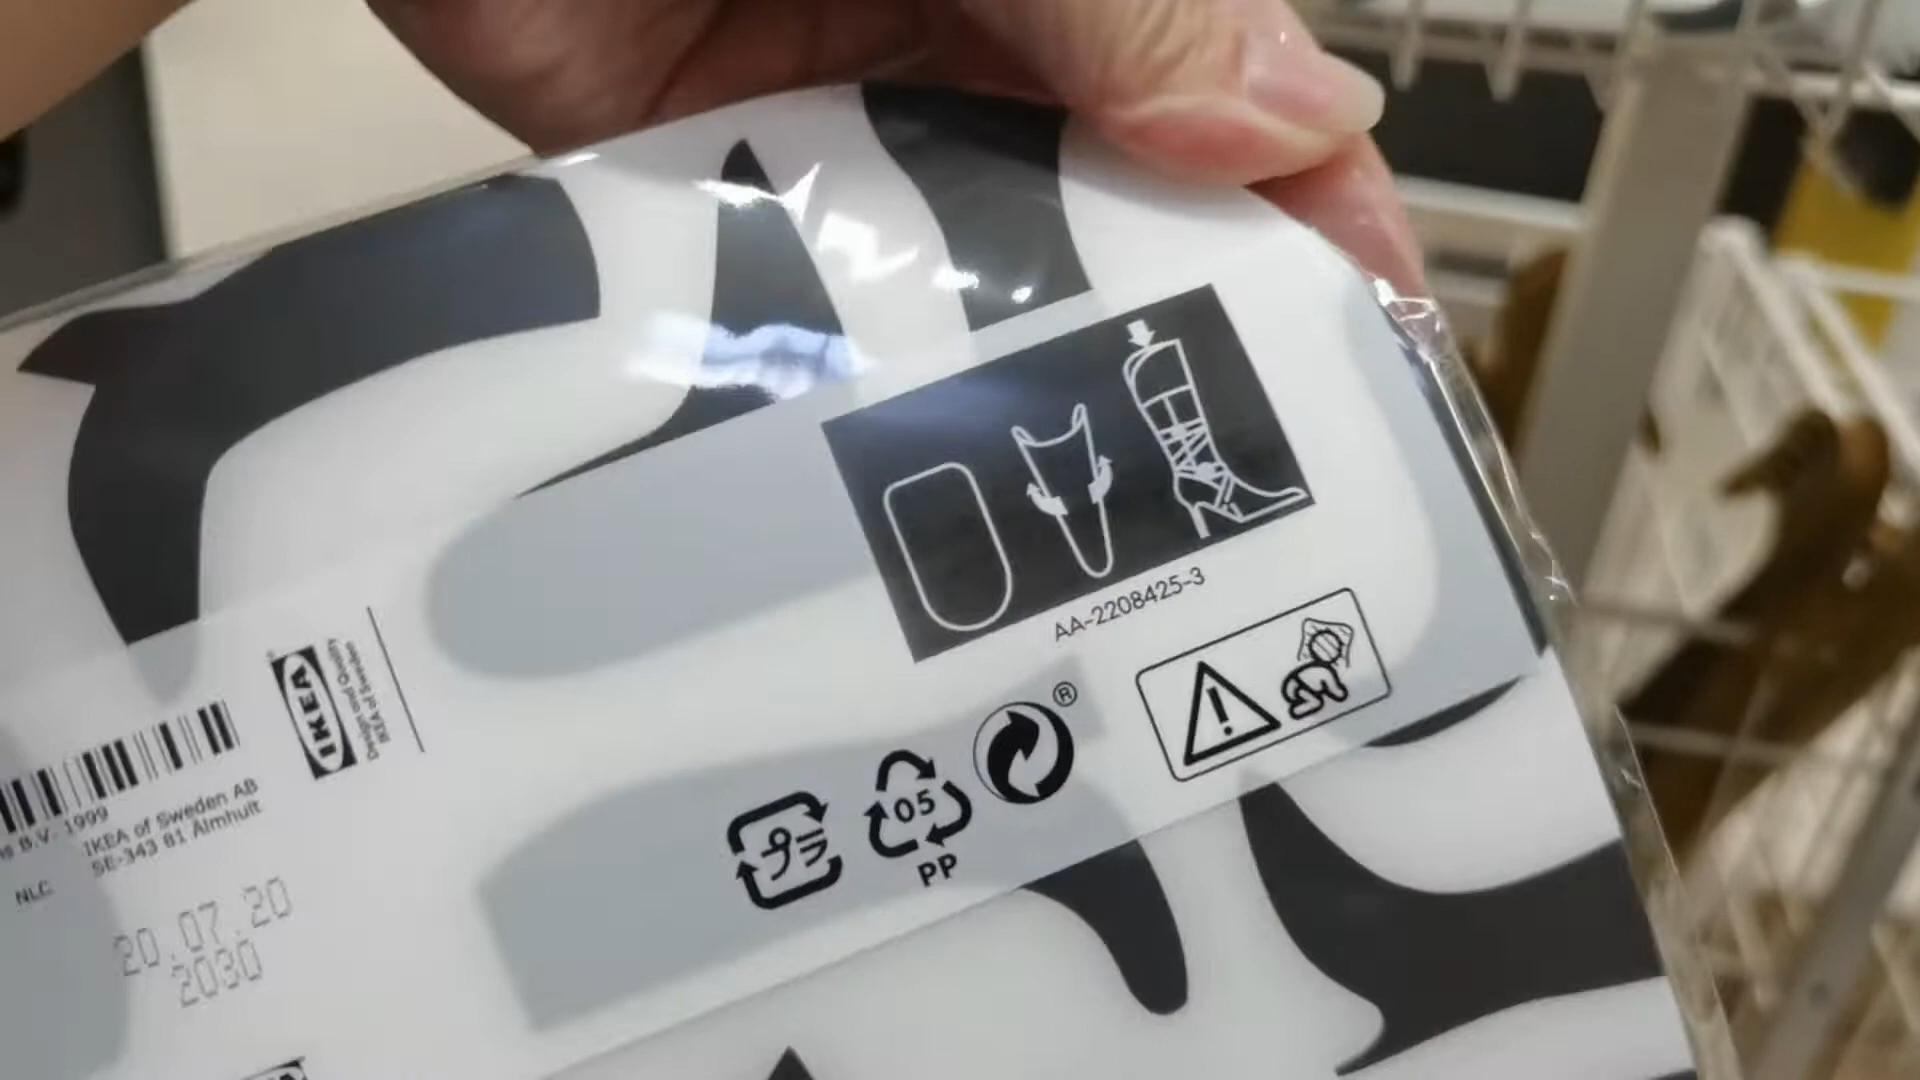 AA-2208425-3
IKEA
®
Design and Quality
IKEA of Sweden
B.V. 1999
IKEA of Sweden AB
SE-343 81 Älmhult
NLC
20.07.20
2030
プラ
05
PP
®